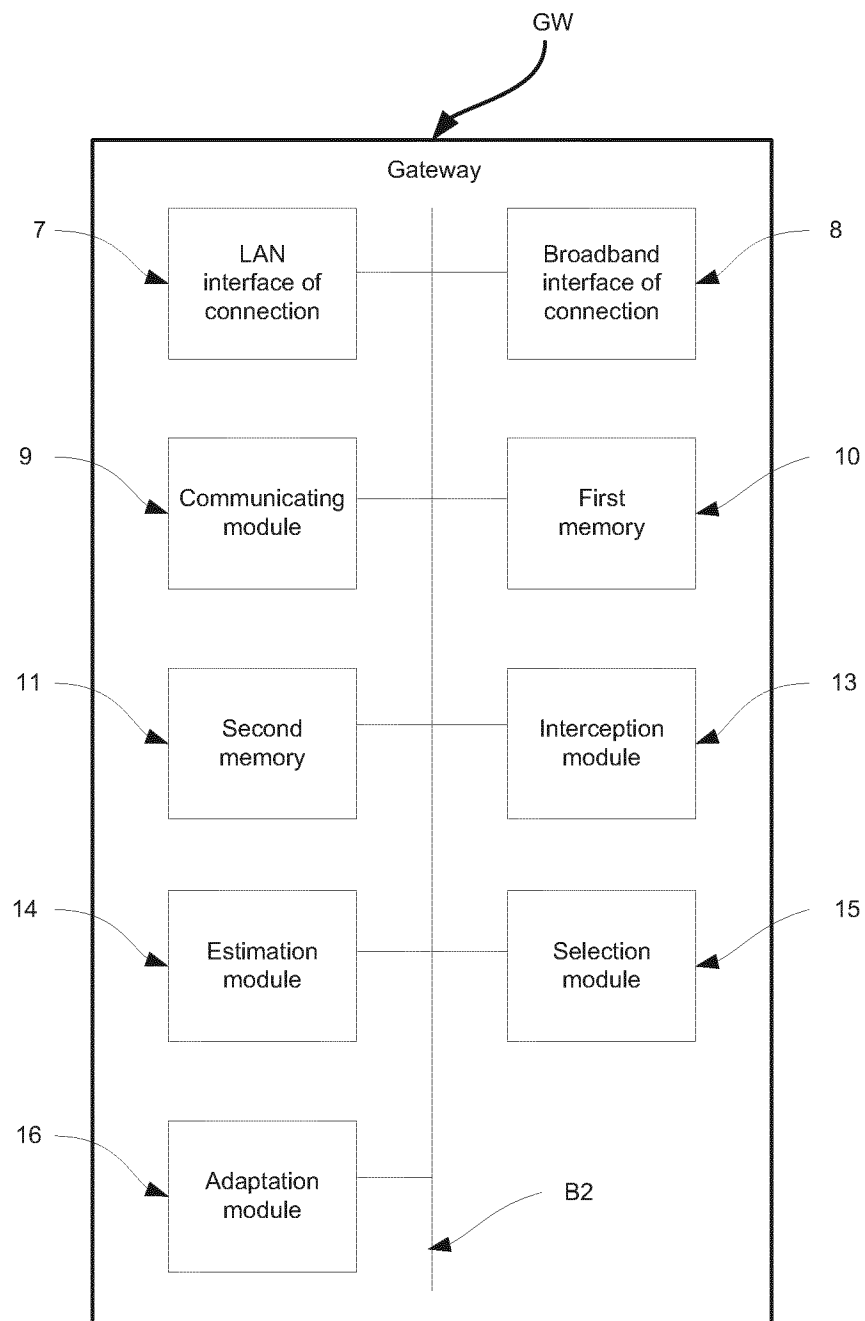 GW
Gateway
7
LAN
interface of
connection
Broadband
interface of
connection
8
9
Communicating
module
First
memory
10
11
Second
memory
Interception
module
13
14
Estimation
module
Selection
module
15
16
Adaptation
module
B2